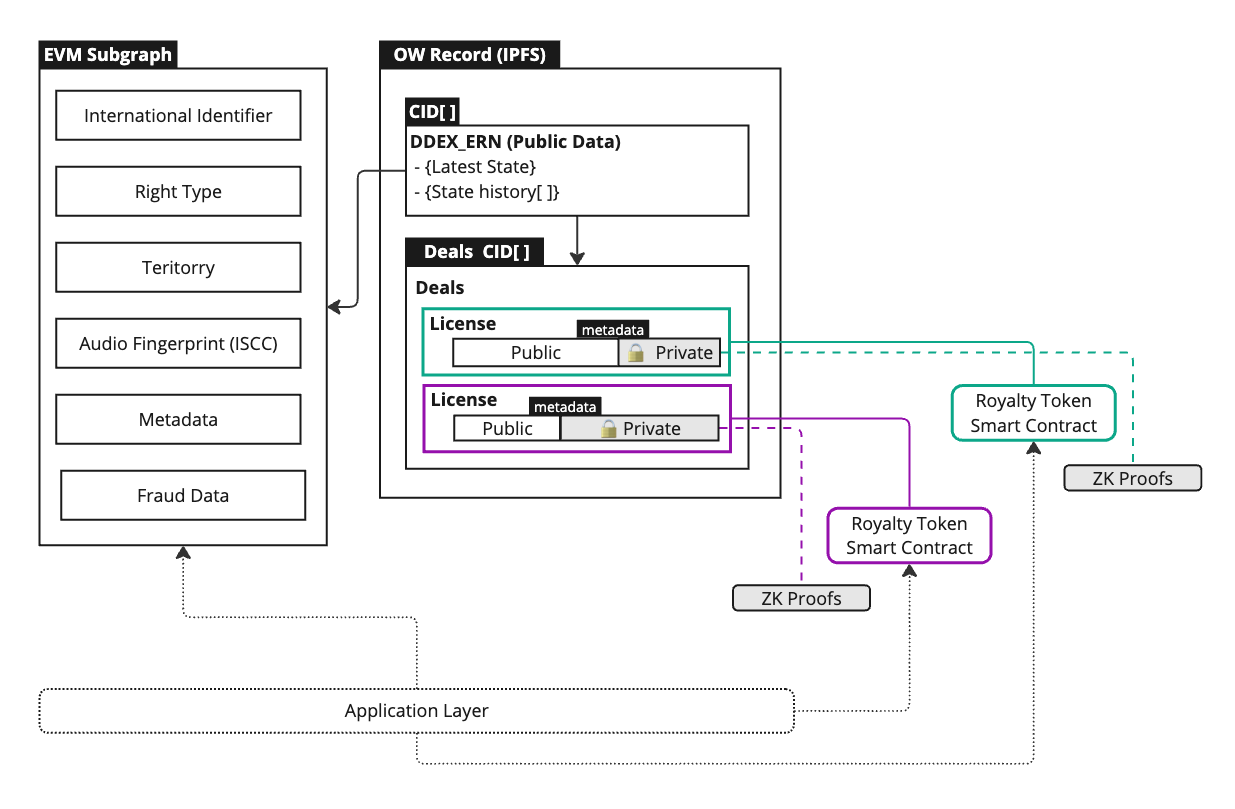 EVM Subgraph
International Identifier
Right Type
Teritorry
Audio Fingerprint (ISCC)
Metadata
Fraud Data
OW Record (IPFS)
CID[ ]
DDEX_ERN (Public Data)
- {Latest State}
- {State history[ ]}
Deals CID[ ]
Deals
License
metadata
Public
Private
License
metadata
Public
Private
Royalty Token
Smart Contract
ZK Proofs
Royalty Token
Smart Contract
ZK Proofs
Application Layer